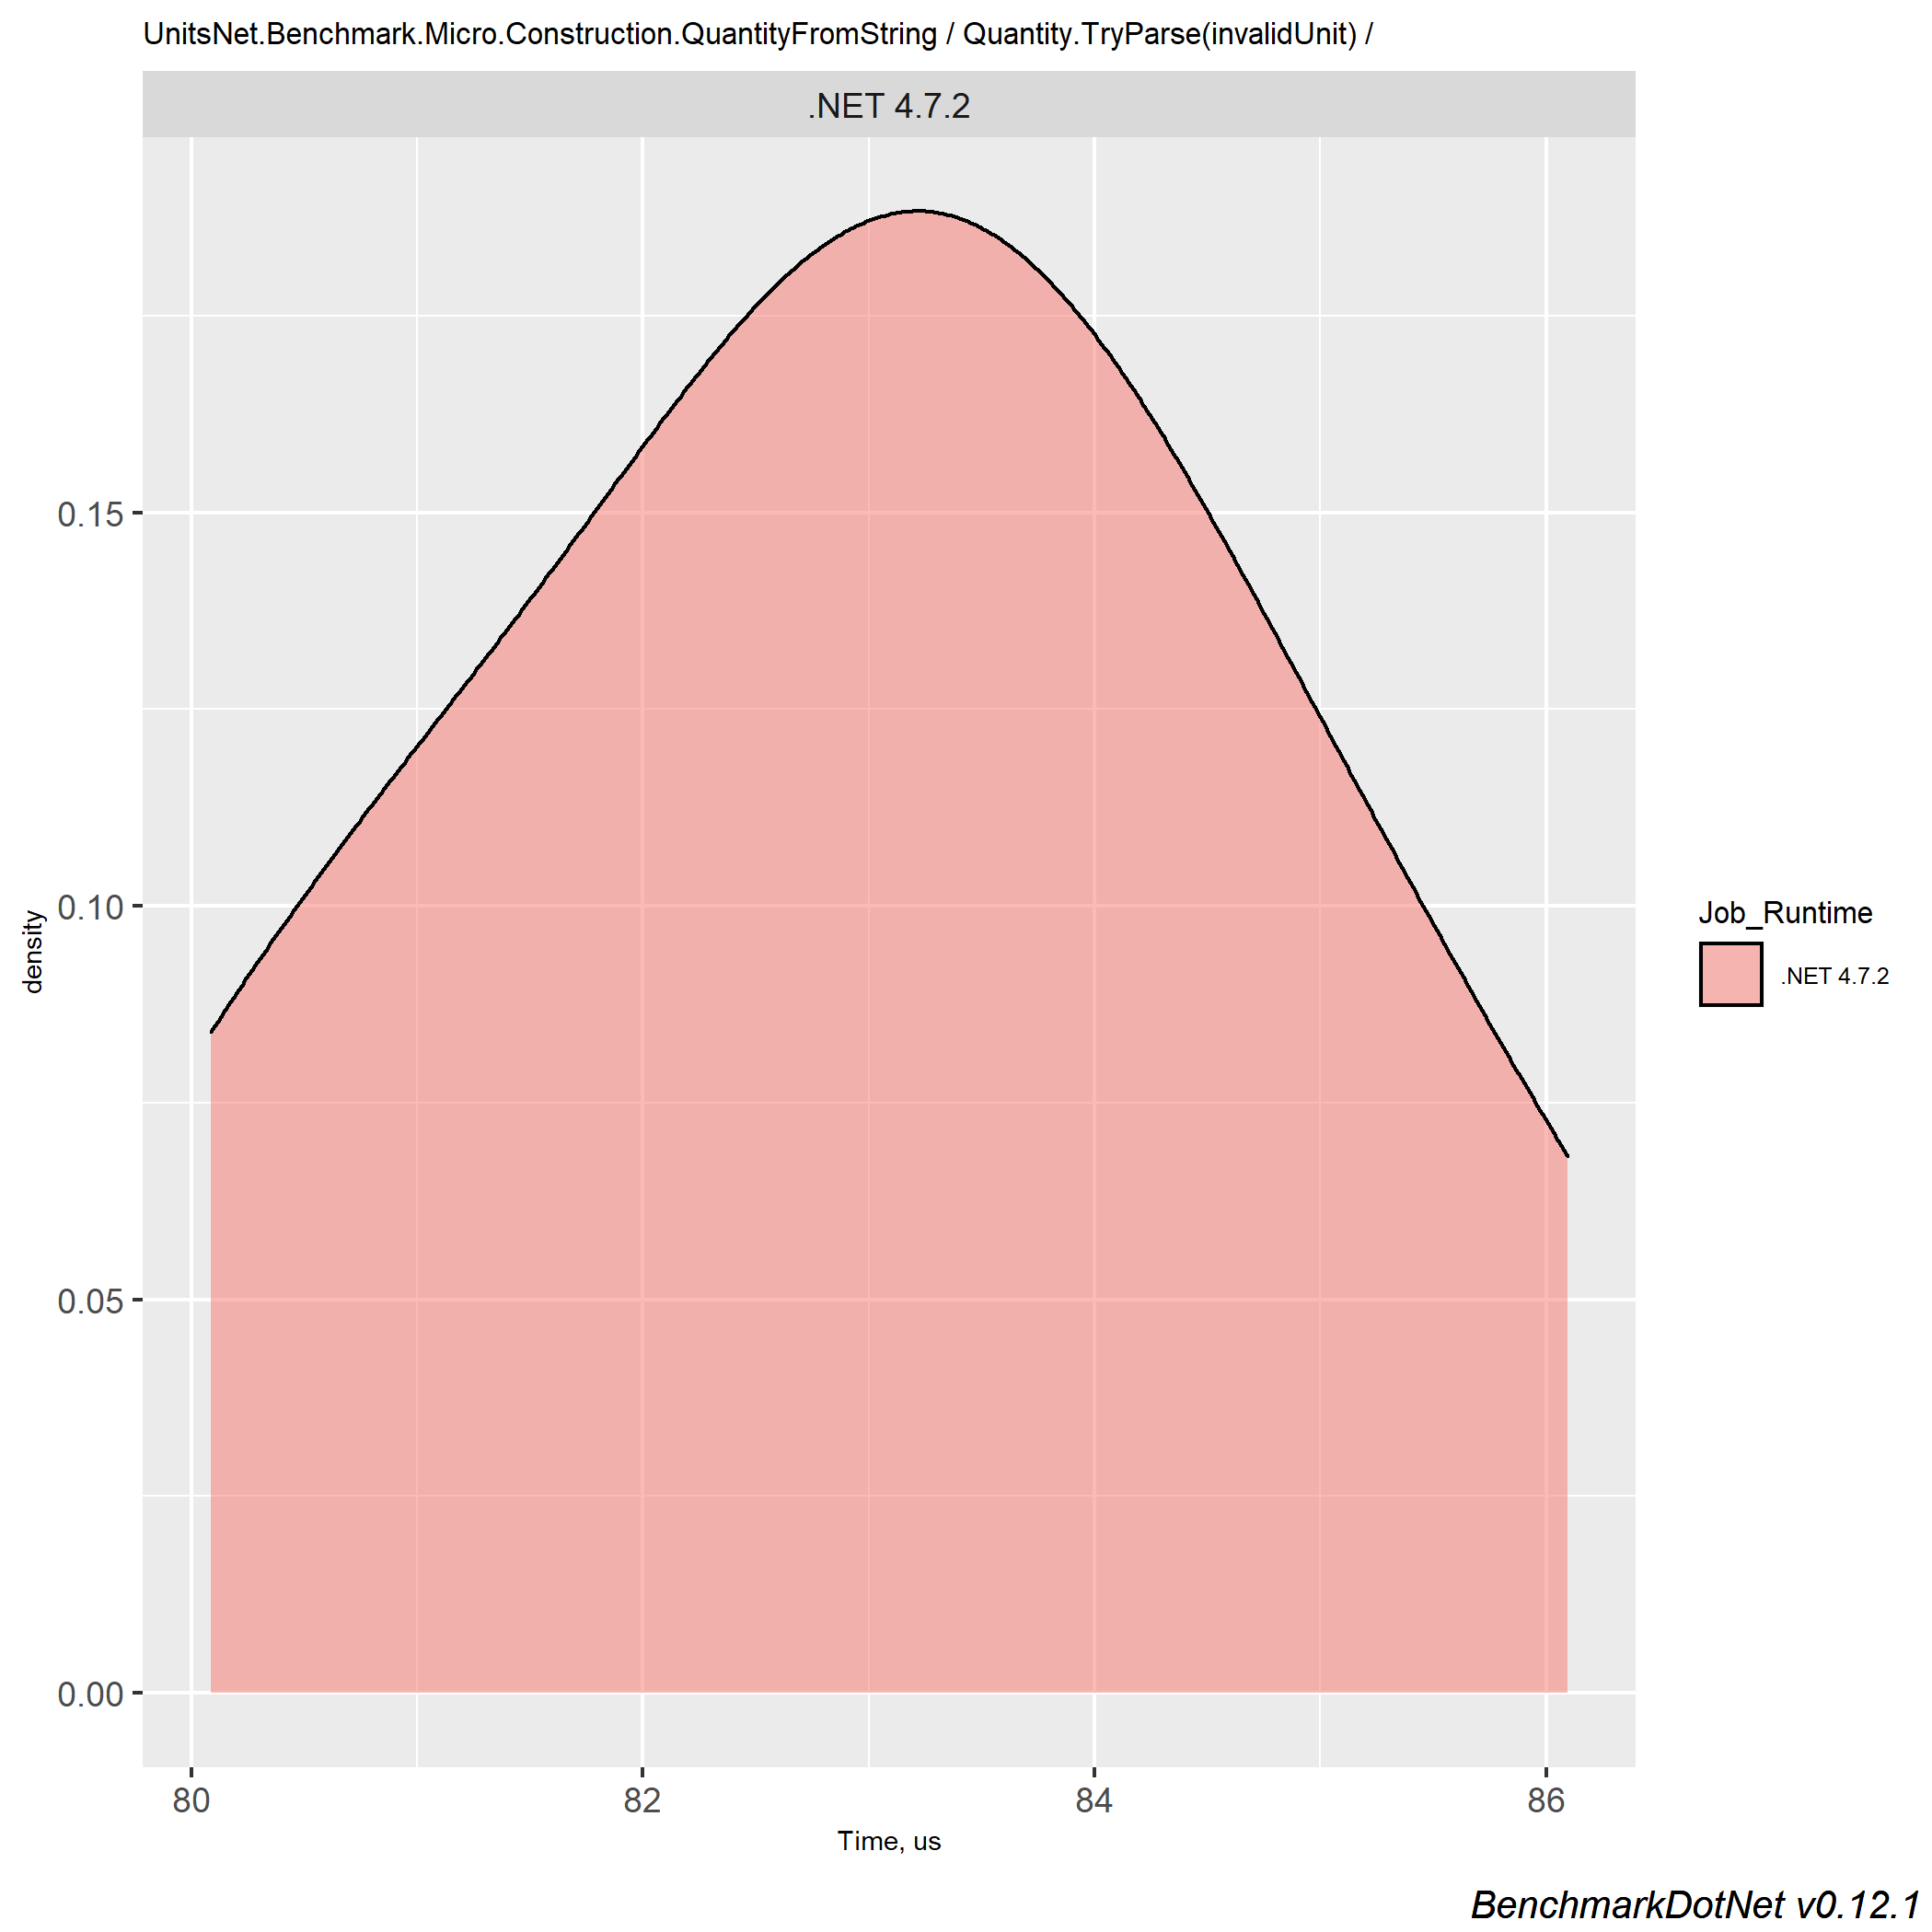 UnitsNet.Benchmark.Micro.Construction.QuantityFromString / Quantity.TryParse(invalidUnit) /
.NET 4.7.2
0.15
0.10
0.05
0.00
density
80 82 84 86
Time, us
Job_Runtime
.NET 4.7.2
BenchmarkDotNet v0.12.1